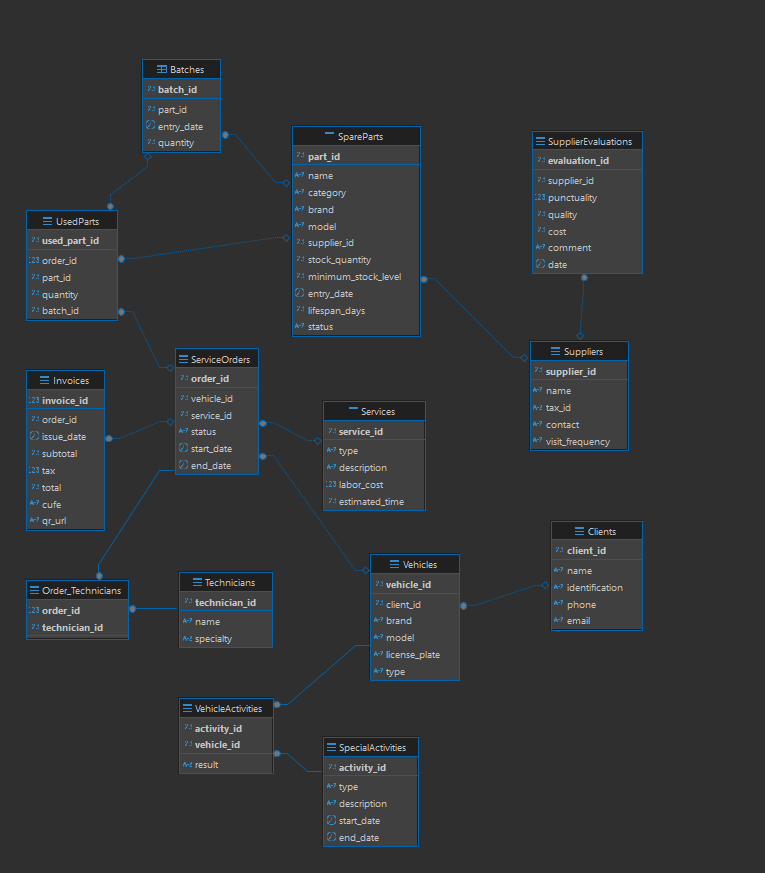 Batches
batch_id
part_id
entry_date
quantity
SpareParts
part_id
name
category
brand
model
supplier_id
stock_quantity
minimum_stock_level
entry_date
lifespan_days
status
SupplierEvaluations
evaluation_id
supplier_id
punctuality
quality
cost
comment
date
UsedParts
used_part_id
order_id
part_id
quantity
batch_id
Suppliers
supplier_id
name
tax_id
contact
visit_frequency
ServiceOrders
order_id
vehicle_id
service_id
status
start_date
end_date
Invoices
invoice_id
order_id
issue_date
subtotal
tax
total
cufe
qr_url
Services
service_id
type
description
labor_cost
estimated_time
Clients
client_id
name
identification
phone
email
Vehicles
vehicle_id
client_id
brand
model
license_plate
type
Order_Technicians
order_id
technician_id
Technicians
technician_id
name
specialty
VehicleActivities
activity_id
vehicle_id
result
SpecialActivities
activity_id
type
description
start_date
end_date